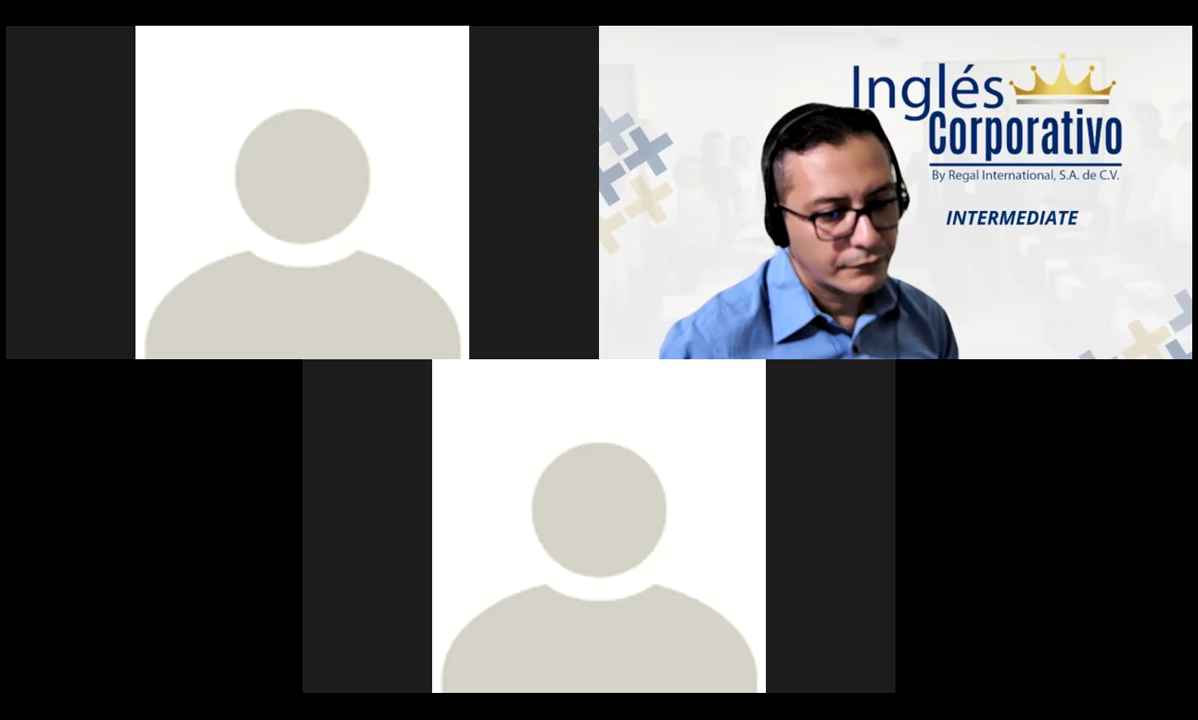 Inglés
Corporativo
By Regal International, S.A. de C.V.
INTERMEDIATE